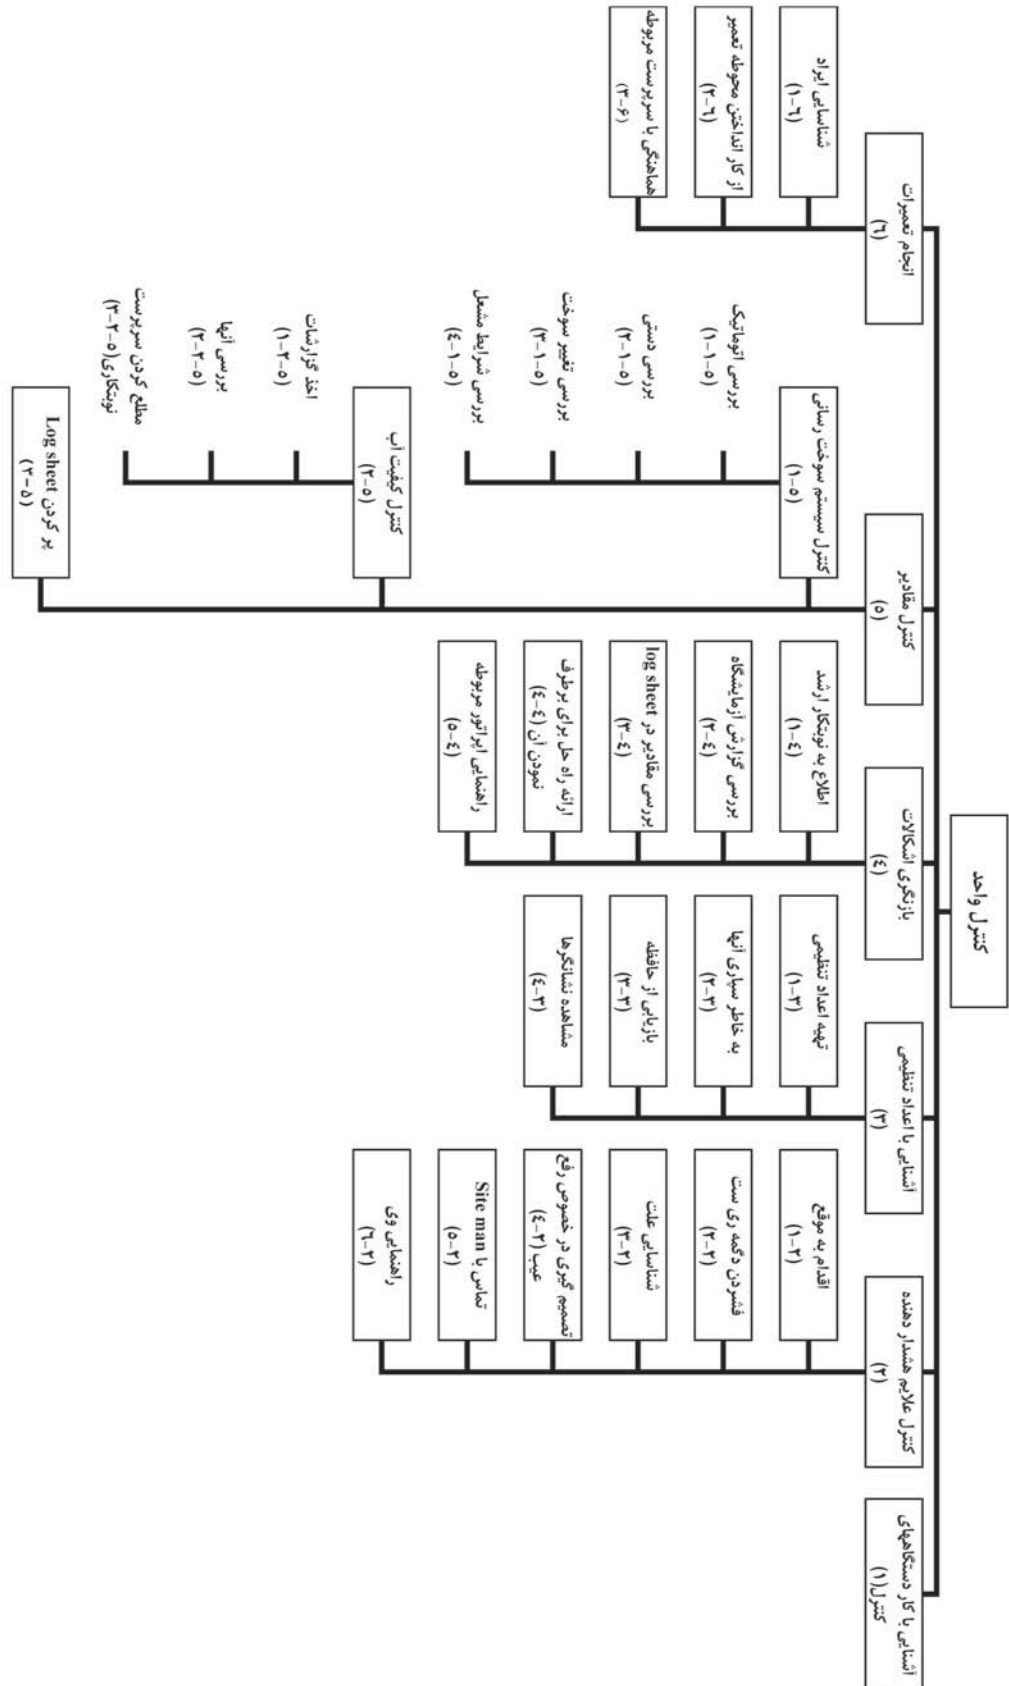 کنترل واحد
آشنایی با کار دستگاههای
کنترل(۱)
کنترل علایم هشدار دهنده
(۲)
اقدام به موقع
(۱-۲)
فشردن دگمه ری ست
(۲-۲)
شناسایی علت
(۳-۲)
تصمیم گیری در خصوص رفع
عیب (۴-۲)
تماس با Site man
(۵-۲)
راهنمایی وی
(۶-۲)
آشنایی با اعداد تنظیمی
(۳)
تهیه اعداد تنظیمی
(۱-۳)
به خاطر سپاری آنها
(۲-۳)
بازیابی از حافظه
(۳-۳)
مشاهده نشانگرها
(۴-۳)
بازنگری اشکالات
(۴)
اطلاع به نوبتکار ارشد
(۱-۴)
بررسی گزارش آزمایشگاه
(۲-۴)
بررسی مقادیر در log sheet
(۳-۴)
ارائه راه حل برای برطرف
نمودن آن (۴-۴)
راهنمایی اپراتور مربوطه
(۵-۴)
کنترل مقادیر
(۵)
کنترل سیستم سوخت رسانی
(۱-۵)
بررسی اتوماتیک
(۱-۱-۵)
بررسی دستی
(۲-۱-۵)
بررسی تغییر سوخت
(۳-۱-۵)
بررسی شرایط مشعل
(۴-۱-۵)
کنترل کیفیت آب
(۲-۵)
اخذ گزارشات
(۱-۲-۵)
بررسی آنها
(۲-۲-۵)
مطلع کردن سرپرست
نوبتکاری(۳-۲-۵)
پر کردن Log sheet
(۳-۵)
انجام تعمیرات
(۶)
شناسایی ایراد
(۱-۶)
از کار انداختن محوطه تعمیر
(۲-۶)
هماهنگی با سرپرست مربوطه
(۳-۶)